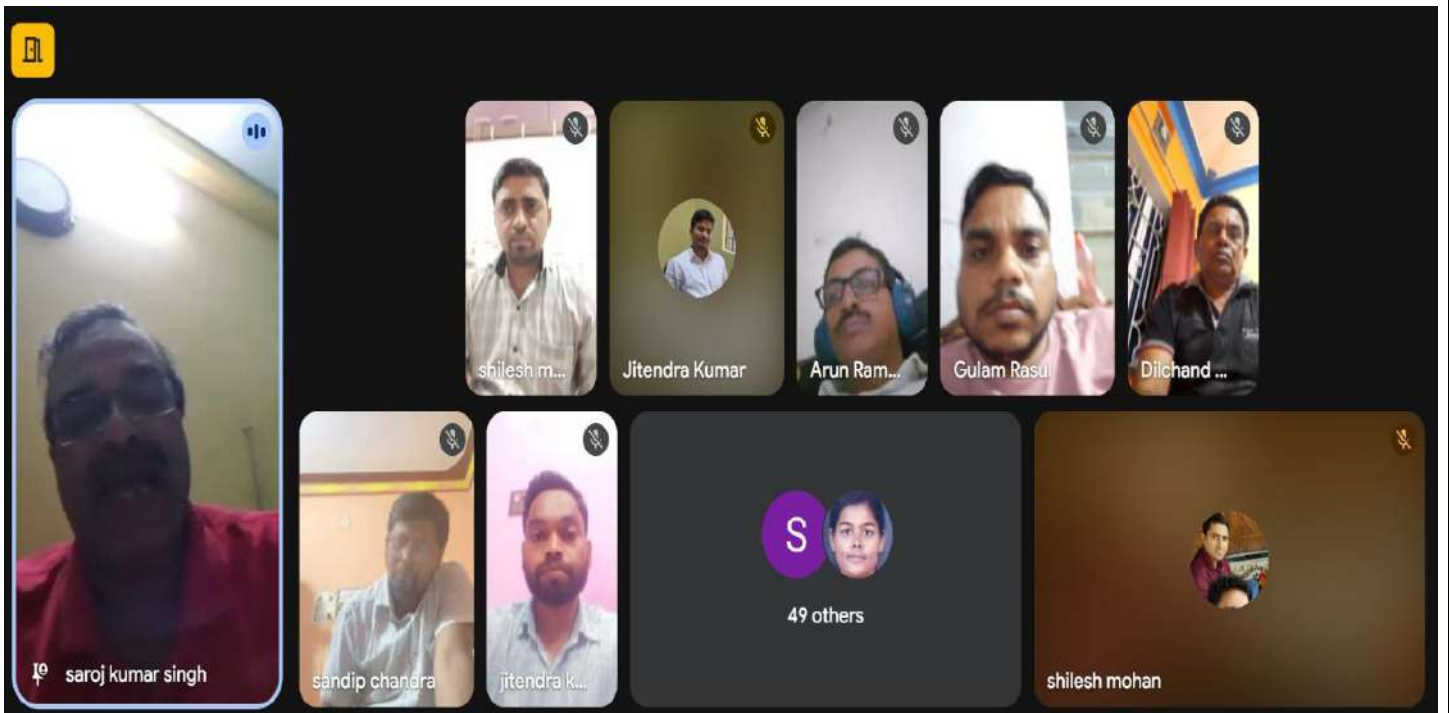 shilesh m...
Jitendra Kumar
Arun Ram...
Gulam Rasul
Dilchand ...
saroj kumar singh
sandip chandra
jitendra k...
S
49 others
shilesh mohan